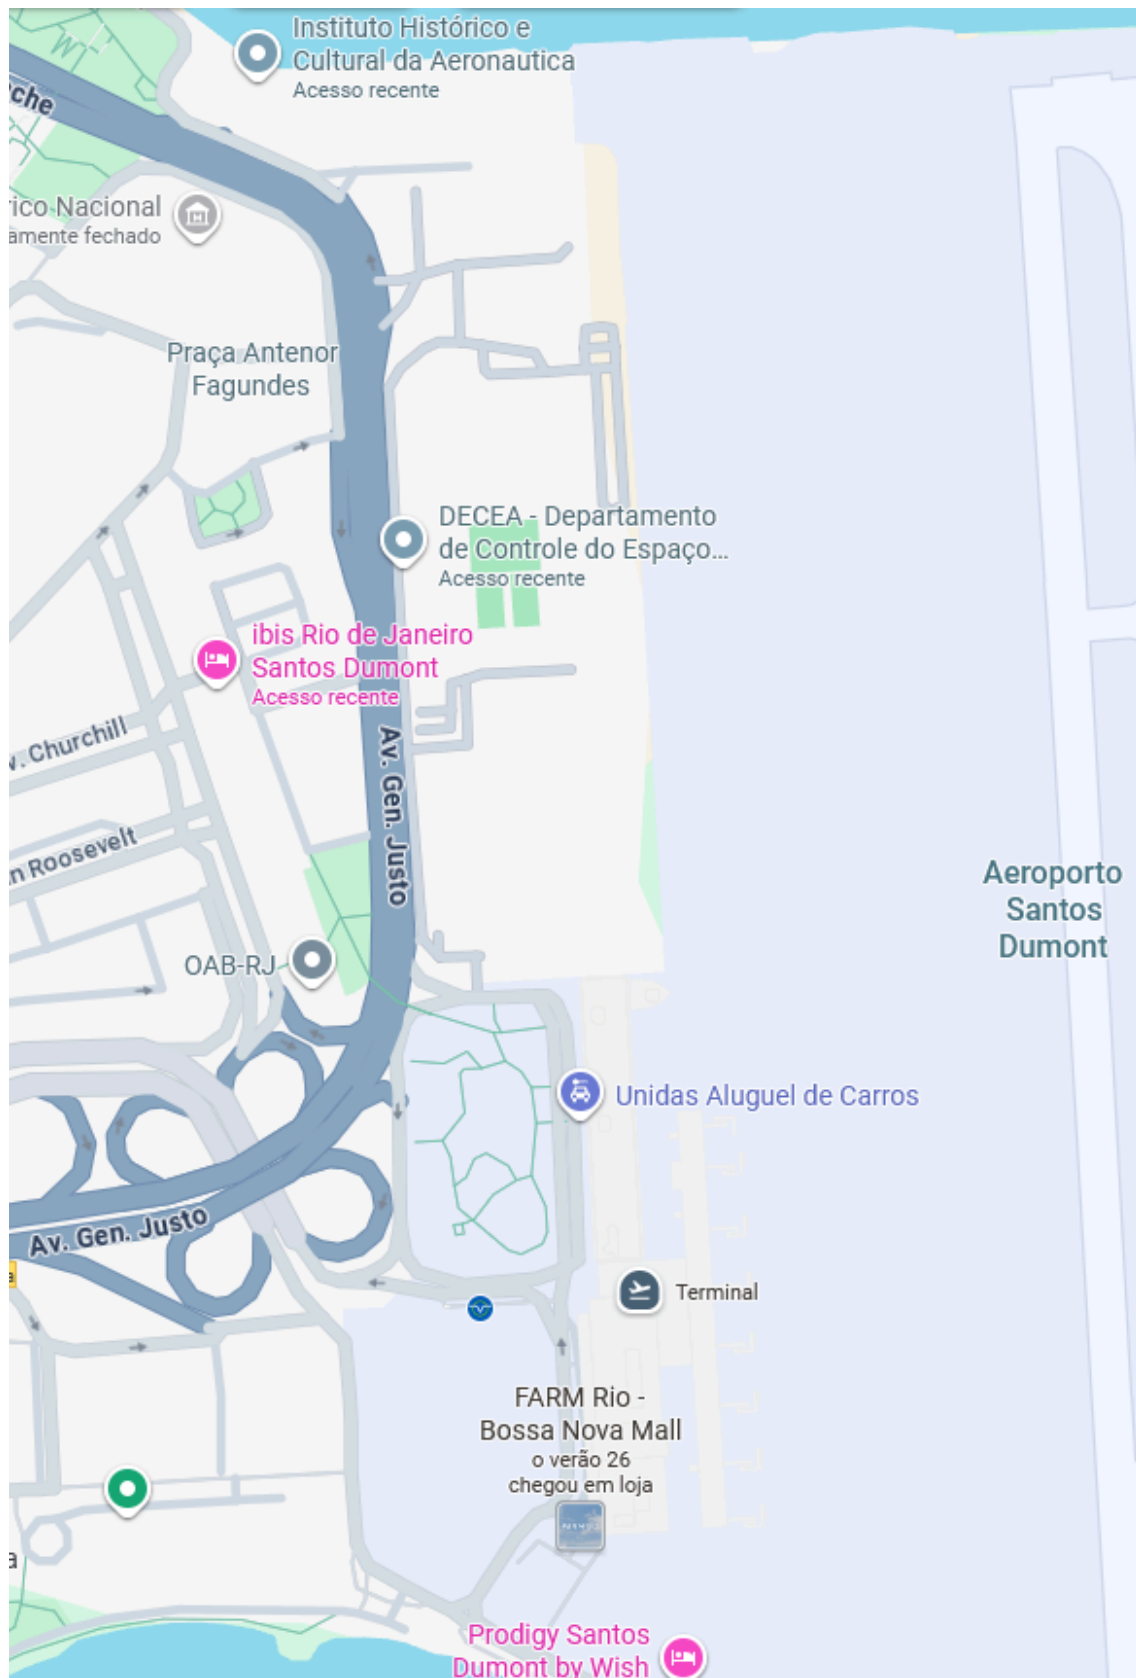 Instituto Histórico e
Cultural da Aeronautica
Acesso recente
che
rico Nacional
amente fechado
Praça Antenor
Fagundes
DECEA - Departamento
de Controle do Espaço...
Acesso recente
ibis Rio de Janeiro
Santos Dumont
Acesso recente
v. Churchill
Av. Gen. Justo
n Roosevelt
Aeroporto
Santos
Dumont
OAB-RJ
Unidas Aluguel de Carros
Av. Gen. Justo
a
Terminal
FARM Rio -
Bossa Nova Mall
o verão 26
chegou em loja
a
Prodigy Santos
Dumont by Wish